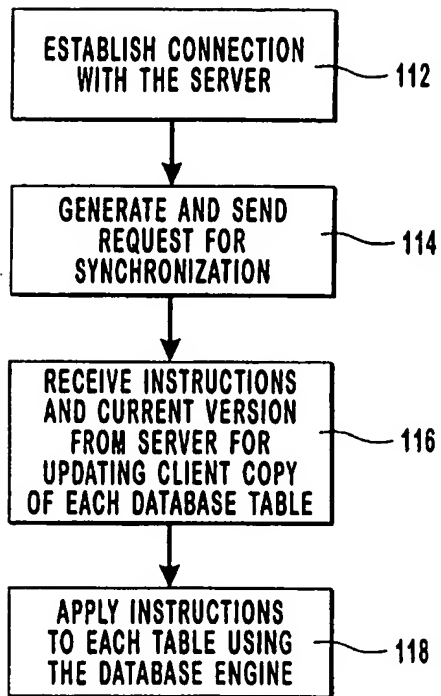 ESTABLISH CONNECTION
WITH THE SERVER
112
GENERATE AND SEND
REQUEST FOR
SYNCHRONIZATION
114
RECEIVE INSTRUCTIONS
AND CURRENT VERSION
FROM SERVER FOR
UPDATING CLIENT COPY
OF EACH DATABASE TABLE
116
APPLY INSTRUCTIONS
TO EACH TABLE USING
THE DATABASE ENGINE
118